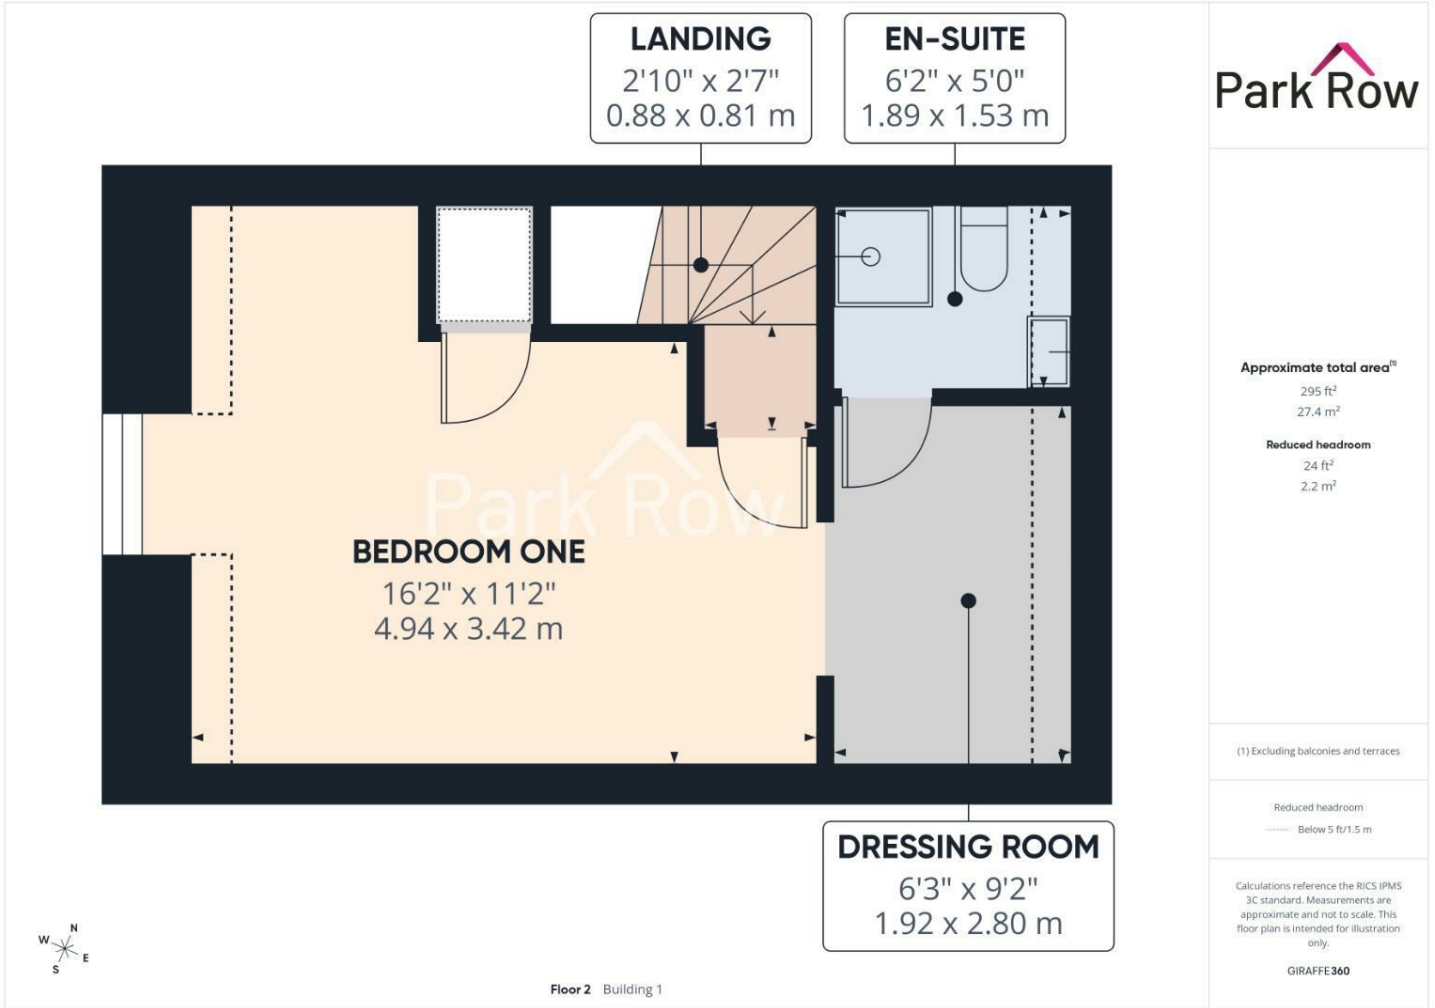 LANDING
2'10" x 2'7"
0.88 x 0.81 m
EN-SUITE
6'2" x 5'0"
1.89 x 1.53 m
Park Row
Park Row
BEDROOM ONE
16'2" x 11'2"
4.94 x 3.42 m
DRESSING ROOM
6'3" x 9'2"
1.92 x 2.80 m
N
W
E
S
Floor 2 Building 1
Approximate total area(1)
295 ft²
27.4 m²
Reduced headroom
24 ft²
2.2 m²
(1) Excluding balconies and terraces
Reduced headroom
Below 5 ft/1.5 m
Calculations reference the RICS IPMS
3C standard. Measurements are
approximate and not to scale. This
floor plan is intended for illustration
only.
GIRAFFE360